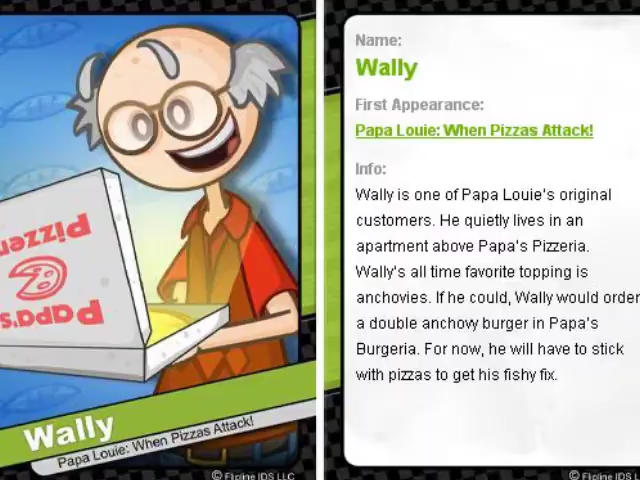 Papa's
Pizzeria
Wally
Papa Louie: When Pizzas Attack!
© Flipline IDS LLC
Name:
Wally
First Appearance:
Papa Louie: When Pizzas Attack!
Info:
Wally is one of Papa Louie's original
customers. He quietly lives in an
apartment above Papa's Pizzeria.
Wally's all time favorite topping is
anchovies. If he could, Wally would order
a double anchovy burger in Papa's
Burgeria. For now, he will have to stick
with pizzas to get his fishy fix.
© Flipline IDS